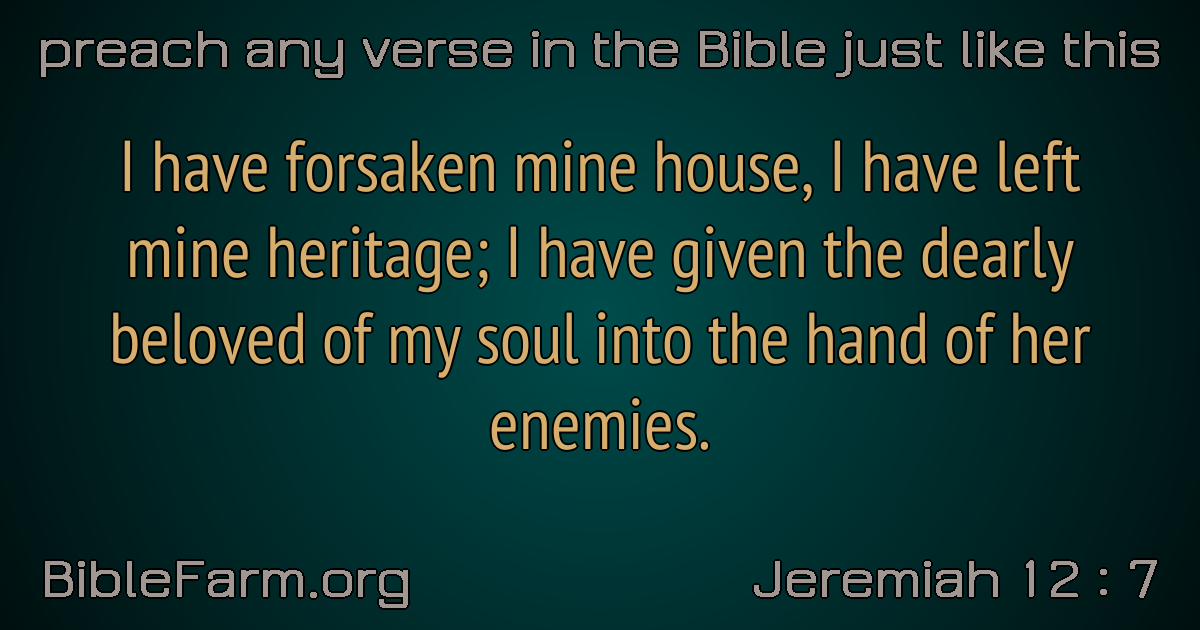 preach any verse in the Bible just like this
I have forsaken mine house, I have left
mine heritage; I have given the dearly
beloved of my soul into the hand of her
enemies.
BibleFarm.org
Jeremiah 12 : 7